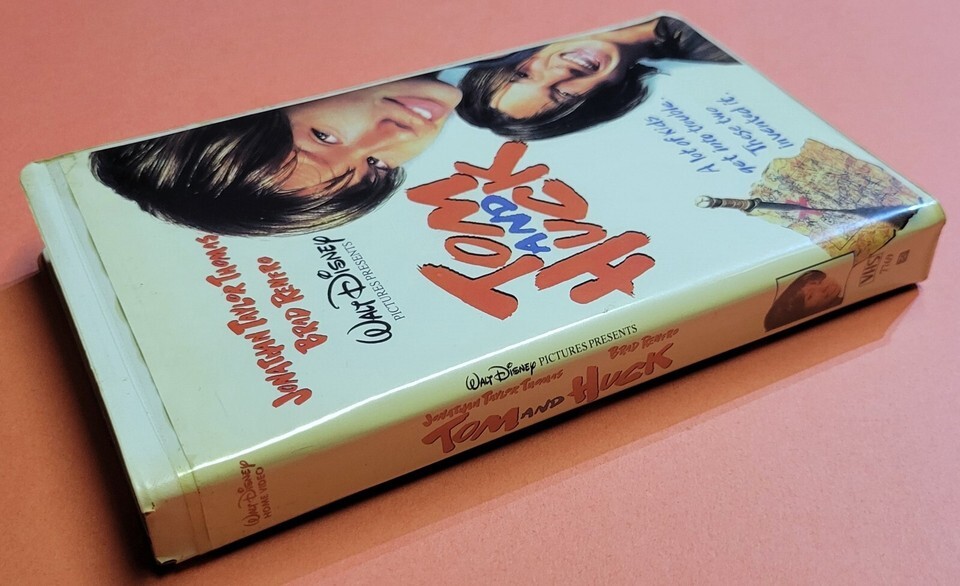 JONATHAN TAYLOR THOMAS
BRAD RENFRO
WALT DISNEY
PICTURES PRESENTS
TOM
AND
HUCK
A lot of kids
get into trouble.
These two
invented it.
WALT DISNEY
HOME VIDEO
WALT DISNEY PICTURES PRESENTS
JONATHAN TAYLOR THOMAS
BRAD RENFRO
TOM AND HUCK
VHS
7169